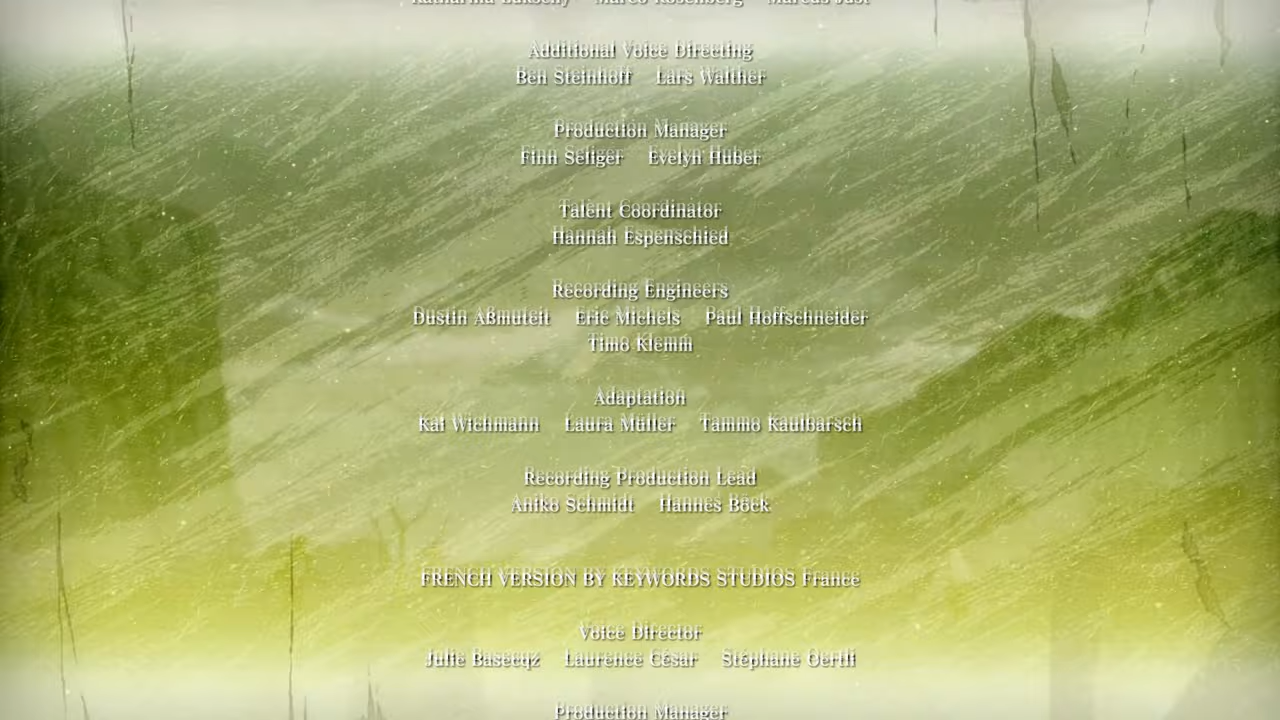 Additional Voice Directing
Ben Steinhoff Lars Walther
Production Manager
Finn Seliger Evelyn Huber
Talent Coordinator
Hannah Espenschied
Recording Engineers
Dustin Aßmuteit Eric Michels Paul Hoffschneider
Timo Klemm
Adaptation
Kai Wichmann Laura Müller Tammo Kaulbarsch
Recording Production Lead
Aniko Schmidt Hannes Böck
FRENCH VERSION BY KEYWORDS STUDIOS France
Voice Director
Julie Basecqz Laurence César Stéphane Oertli
Production Manager